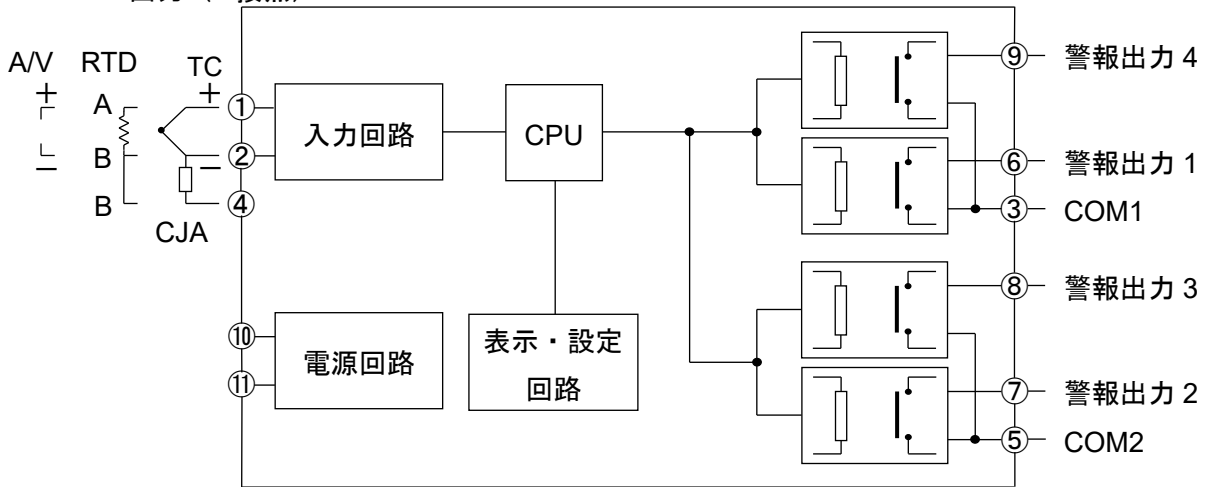 A/V RTD TC
+ A + ①
B − ②
−
B ④
CJA
入力回路
CPU
⑩
⑪
電源回路
表示・設定
回路
⑨ 警報出力 4
⑥ 警報出力 1
③ COM1
⑧ 警報出力 3
⑦ 警報出力 2
⑤ COM2